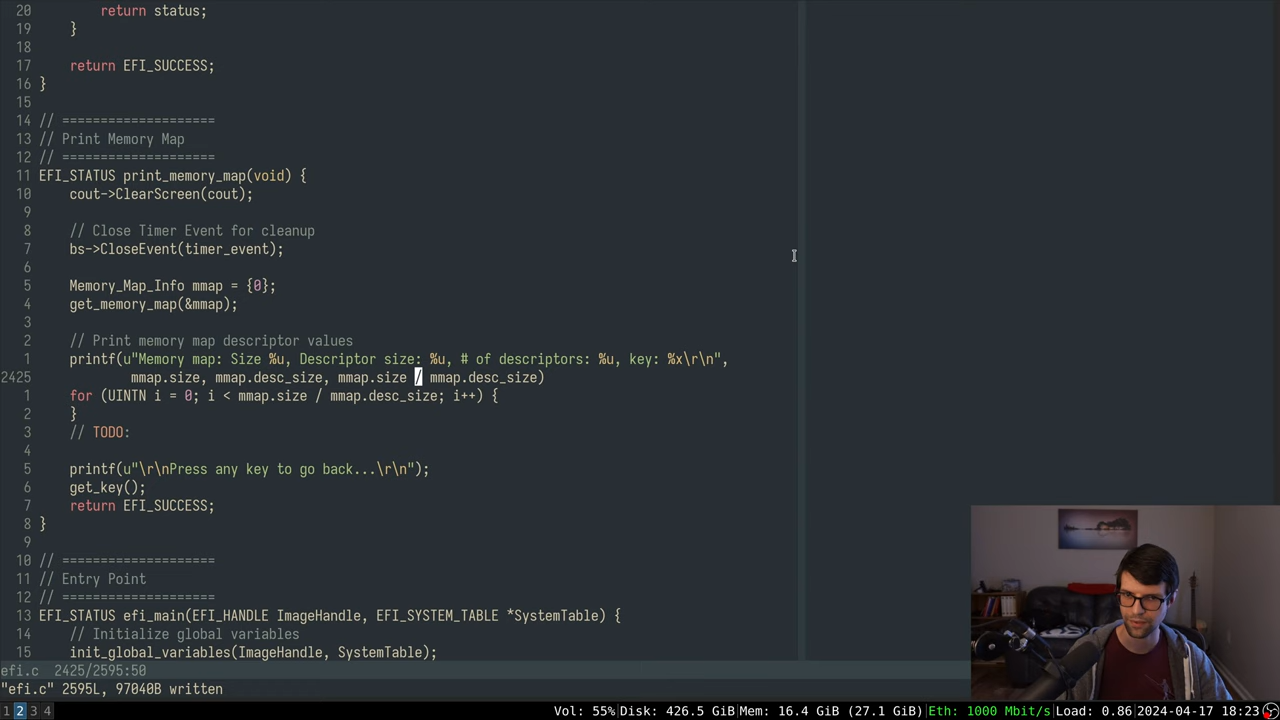 20         return status;
19     }
18
17     return EFI_SUCCESS;
16 }
15
14 // ====================
13 // Print Memory Map
12 // ====================
11 EFI_STATUS print_memory_map(void) {
10     cout->ClearScreen(cout);
9
8     // Close Timer Event for cleanup
7     bs->CloseEvent(timer_event);
6
5     Memory_Map_Info mmap = {0};
4     get_memory_map(&mmap);
3
2     // Print memory map descriptor values
1     printf(u"Memory map: Size %u, Descriptor size: %u, # of descriptors: %u, key: %x\r\n",
2425             mmap.size, mmap.desc_size, mmap.size / mmap.desc_size)
1     for (UINTN i = 0; i < mmap.size / mmap.desc_size; i++) {
2     }
3     // TODO:
4
5     printf(u"\r\nPress any key to go back...\r\n");
6     get_key();
7     return EFI_SUCCESS;
8 }
9
10 // ====================
11 // Entry Point
12 // ====================
13 EFI_STATUS efi_main(EFI_HANDLE ImageHandle, EFI_SYSTEM_TABLE *SystemTable) {
14     // Initialize global variables
15     init_global_variables(ImageHandle, SystemTable);
efi.c  2425/2595:50
"efi.c" 2595L, 97040B written
1 2 3 4 Vol: 55% Disk: 426.5 GiB Mem: 16.4 GiB (27.1 GiB) Eth: 1000 Mbit/s Load: 0.86 2024-04-17 18:23